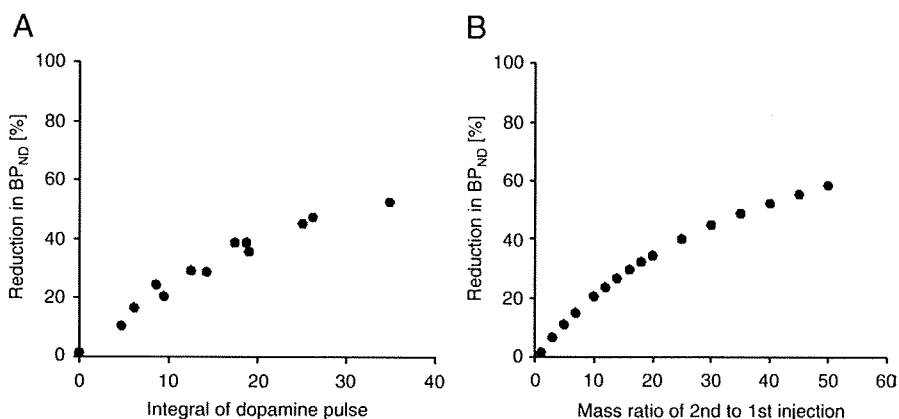 A
Reduction in BP_ND [%]
100
80
60
40
20
0
0 10 20 30 40
Integral of dopamine pulse
B
Reduction in BP_ND [%]
100
80
60
40
20
0
0 10 20 30 40 50 60
Mass ratio of 2nd to 1st injection